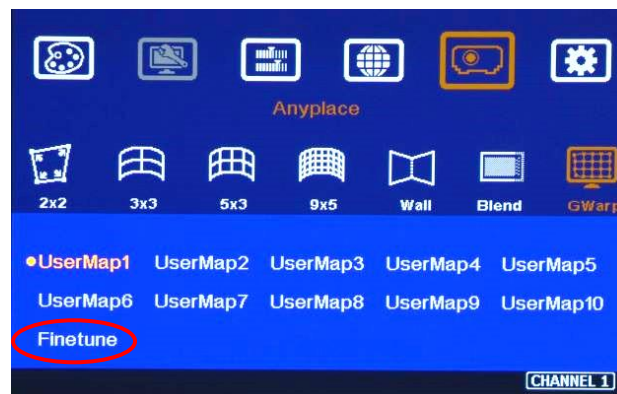 Anyplace
2x2 3x3 5x3 9x5 Wall Blend GWarp
UserMap1 UserMap2 UserMap3 UserMap4 UserMap5
UserMap6 UserMap7 UserMap8 UserMap9 UserMap10
Finetune
CHANNEL 1